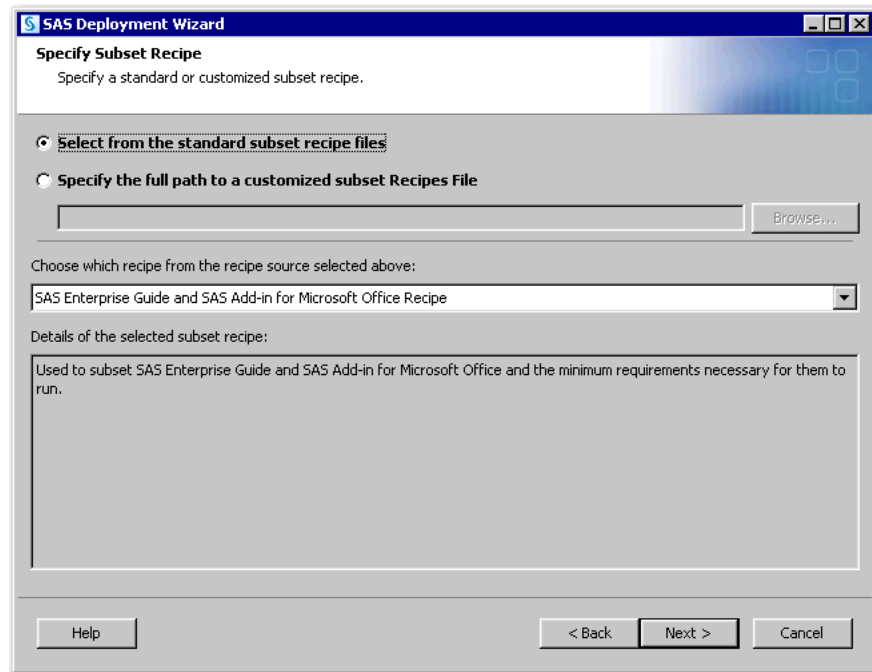 SAS Deployment Wizard
Specify Subset Recipe
Specify a standard or customized subset recipe.
Select from the standard subset recipe files
Specify the full path to a customized subset Recipes File
Browse...
Choose which recipe from the recipe source selected above:
SAS Enterprise Guide and SAS Add-in for Microsoft Office Recipe
Details of the selected subset recipe:
Used to subset SAS Enterprise Guide and SAS Add-in for Microsoft Office and the minimum requirements necessary for them to
run.
Help
< Back
Next >
Cancel